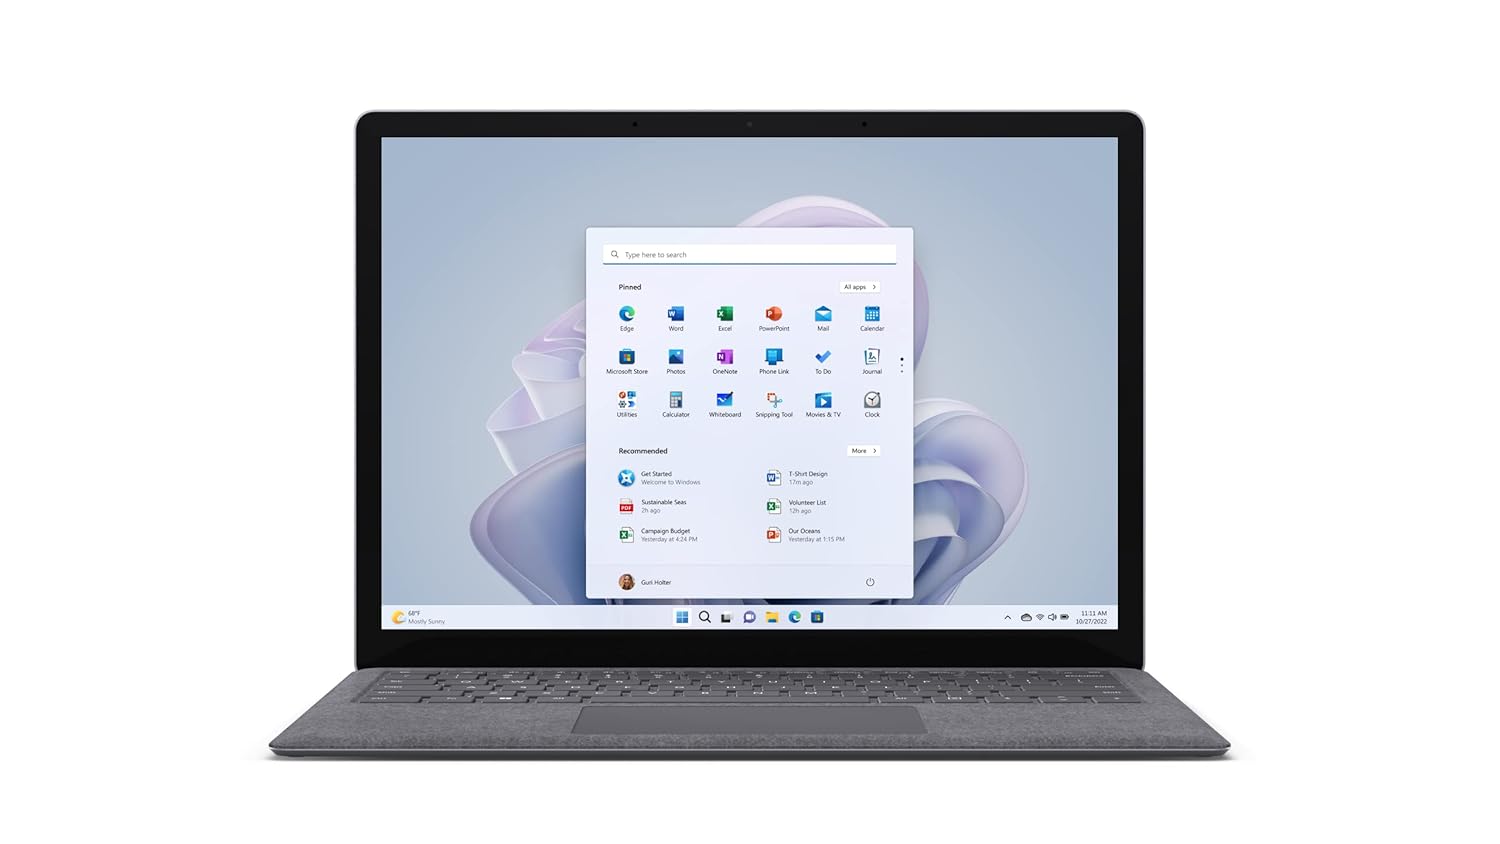 Type here to search
Pinned
All apps >
Edge
Word
Excel
PowerPoint
Mail
Calendar
Microsoft Store
Photos
OneNote
Phone Link
To Do
Journal
Utilities
Calculator
Whiteboard
Snipping Tool
Movies & TV
Clock
Recommended
More >
Get Started
Welcome to Windows
T-Shirt Design
17m ago
Sustainable Seas
2h ago
Volunteer List
12h ago
Campaign Budget
Yesterday at 4:24 PM
Our Oceans
Yesterday at 1:15 PM
Guri Holter
68°F
Mostly Sunny
11:11 AM
10/27/2022